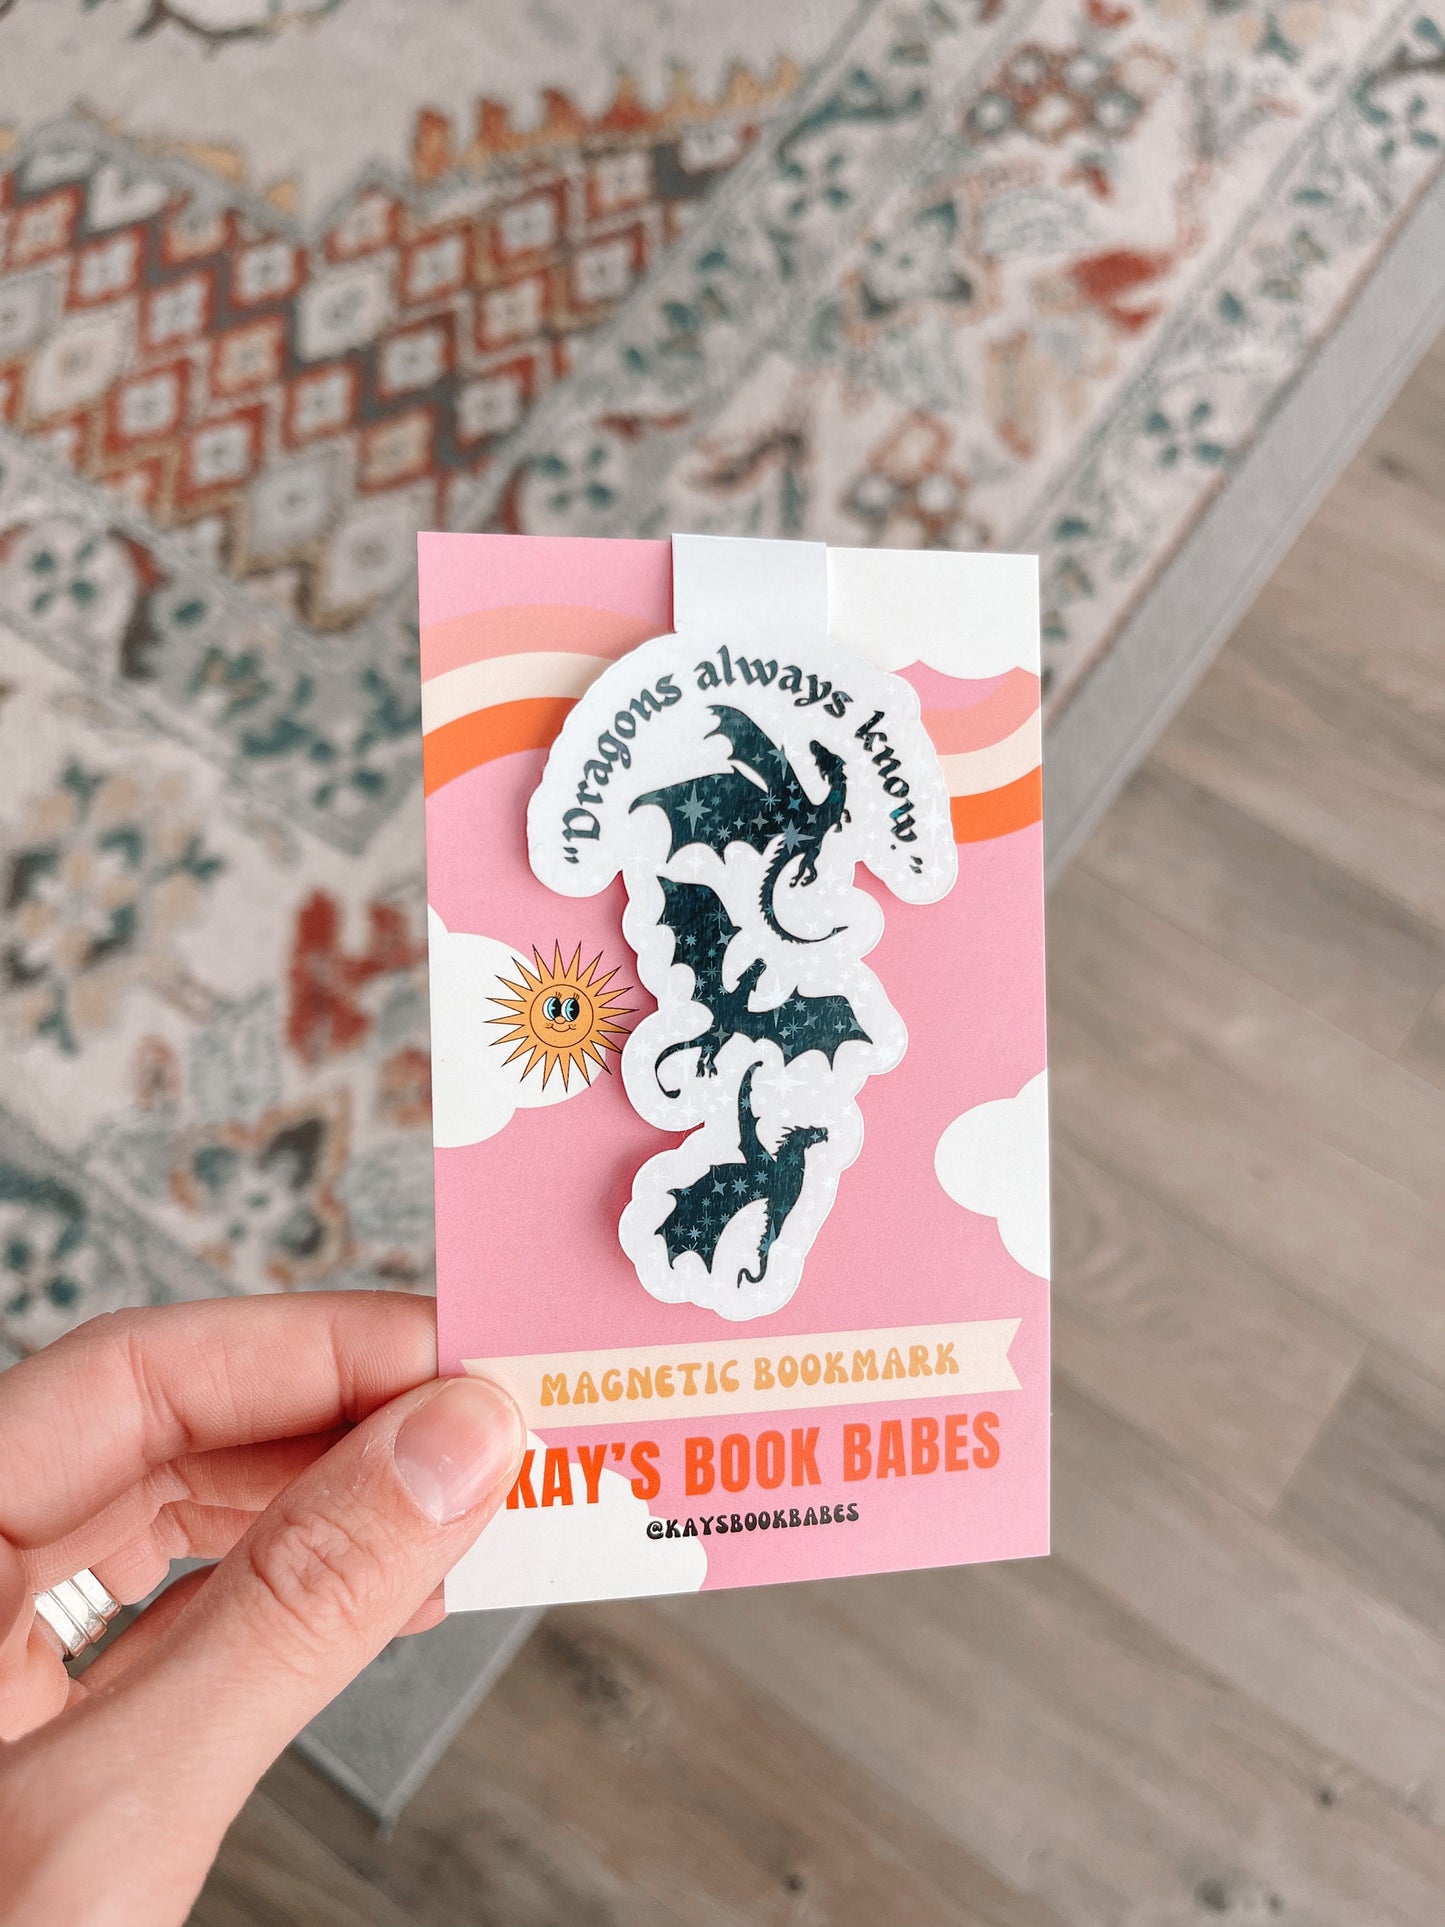 "Dragons always know."
MAGNETIC BOOKMARK
KAY'S BOOK BABES
@KAYSBOOKBABES